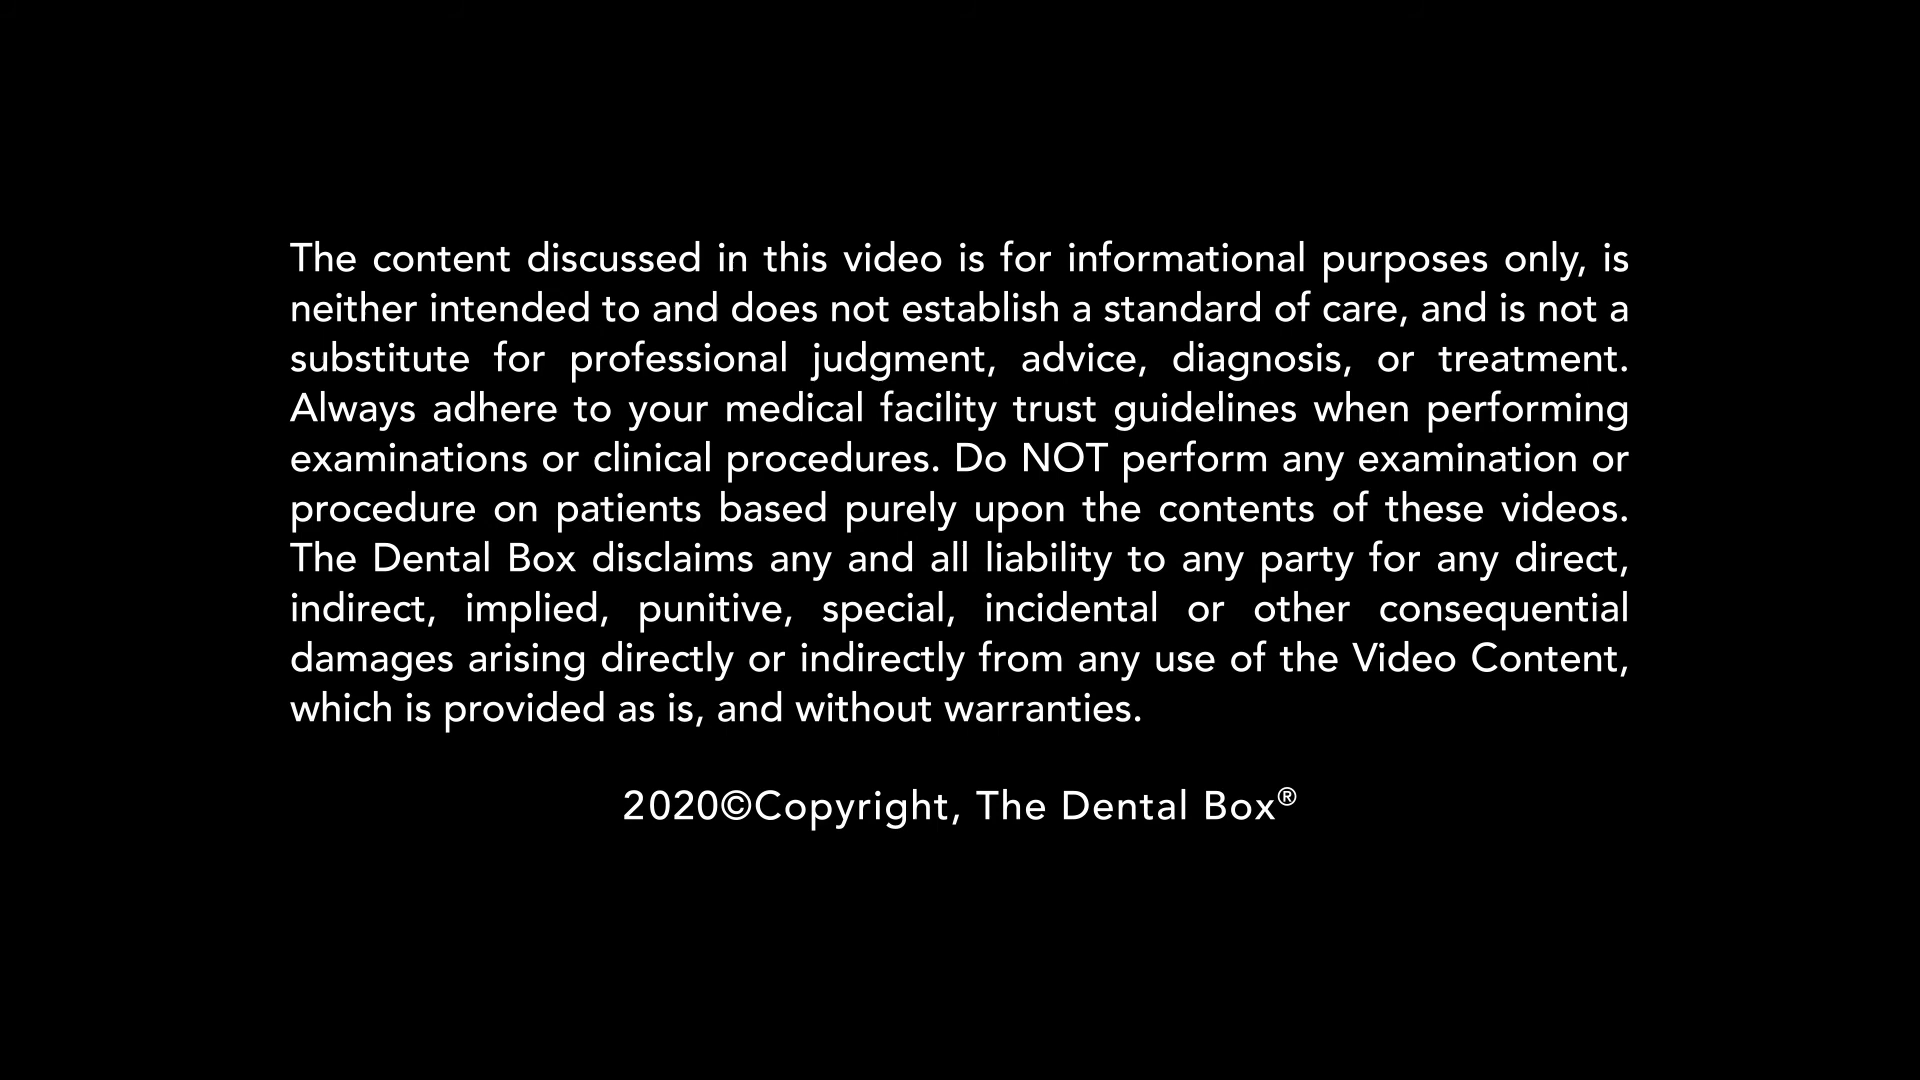 The content discussed in this video is for informational purposes only, is
neither intended to and does not establish a standard of care, and is not a
substitute for professional judgment, advice, diagnosis, or treatment.
Always adhere to your medical facility trust guidelines when performing
examinations or clinical procedures. Do NOT perform any examination or
procedure on patients based purely upon the contents of these videos.
The Dental Box disclaims any and all liability to any party for any direct,
indirect, implied, punitive, special, incidental or other consequential
damages arising directly or indirectly from any use of the Video Content,
which is provided as is, and without warranties.
2020©Copyright, The Dental Box®